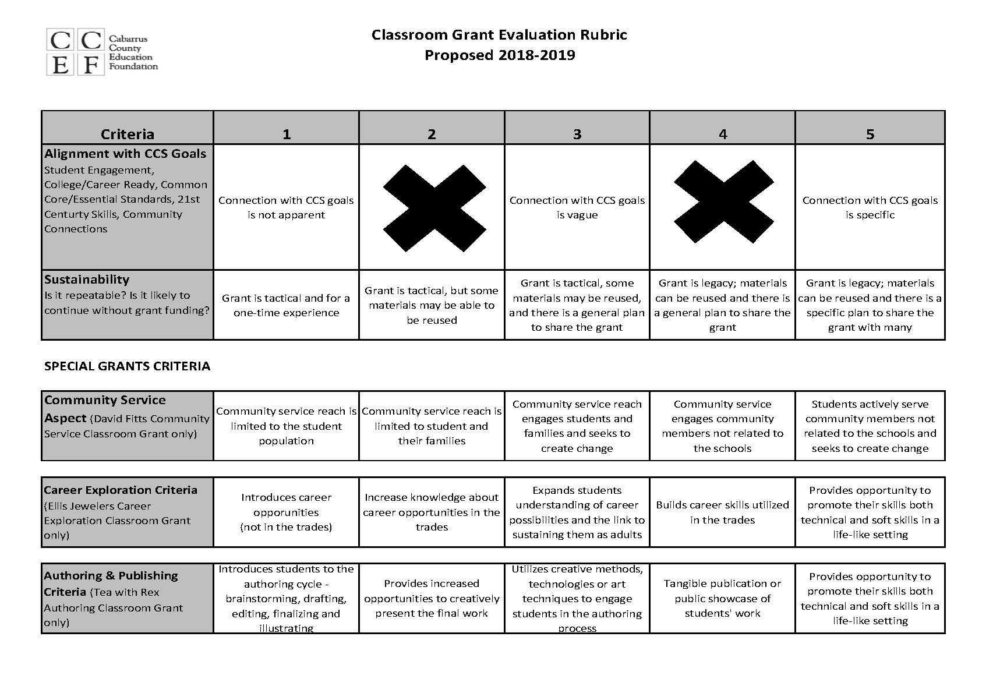 C C
E F
Cabarrus
County
Education
Foundation
Classroom Grant Evaluation Rubric
Proposed 2018-2019
Criteria 1 2 3 4 5
Alignment with CCS Goals
Student Engagement,
College/Career Ready, Common
Core/Essential Standards, 21st
Centurty Skills, Community
Connections
Connection with CCS goals
is not apparent
Connection with CCS goals
is vague
Connection with CCS goals
is specific
Sustainability
Is it repeatable? Is it likely to
continue without grant funding?
Grant is tactical and for a
one-time experience
Grant is tactical, but some
materials may be able to
be reused
Grant is tactical, some
materials may be reused,
and there is a general plan
to share the grant
Grant is legacy; materials
can be reused and there is
a general plan to share the
grant
Grant is legacy; materials
can be reused and there is a
specific plan to share the
grant with many
SPECIAL GRANTS CRITERIA
Community Service
Aspect (David Fitts Community
Service Classroom Grant only)
Community service reach is
limited to the student
population
Community service reach is
limited to student and
their families
Community service reach
engages students and
families and seeks to
create change
Community service
engages community
members not related to
the schools
Students actively serve
community members not
related to the schools and
seeks to create change
Career Exploration Criteria
(Ellis Jewelers Career
Exploration Classroom Grant
only)
Introduces career
opporunities
(not in the trades)
Increase knowledge about
career opportunities in the
trades
Expands students
understanding of career
possibilities and the link to
sustaining them as adults
Builds career skills utilized
in the trades
Provides opportunity to
promote their skills both
technical and soft skills in a
life-like setting
Authoring & Publishing
Criteria (Tea with Rex
Authoring Classroom Grant
only)
Introduces students to the
authoring cycle -
brainstorming, drafting,
editing, finalizing and
illustrating
Provides increased
opportunities to creatively
present the final work
Utilizes creative methods,
technologies or art
techniques to engage
students in the authoring
process
Tangible publication or
public showcase of
students' work
Provides opportunity to
promote their skills both
technical and soft skills in a
life-like setting